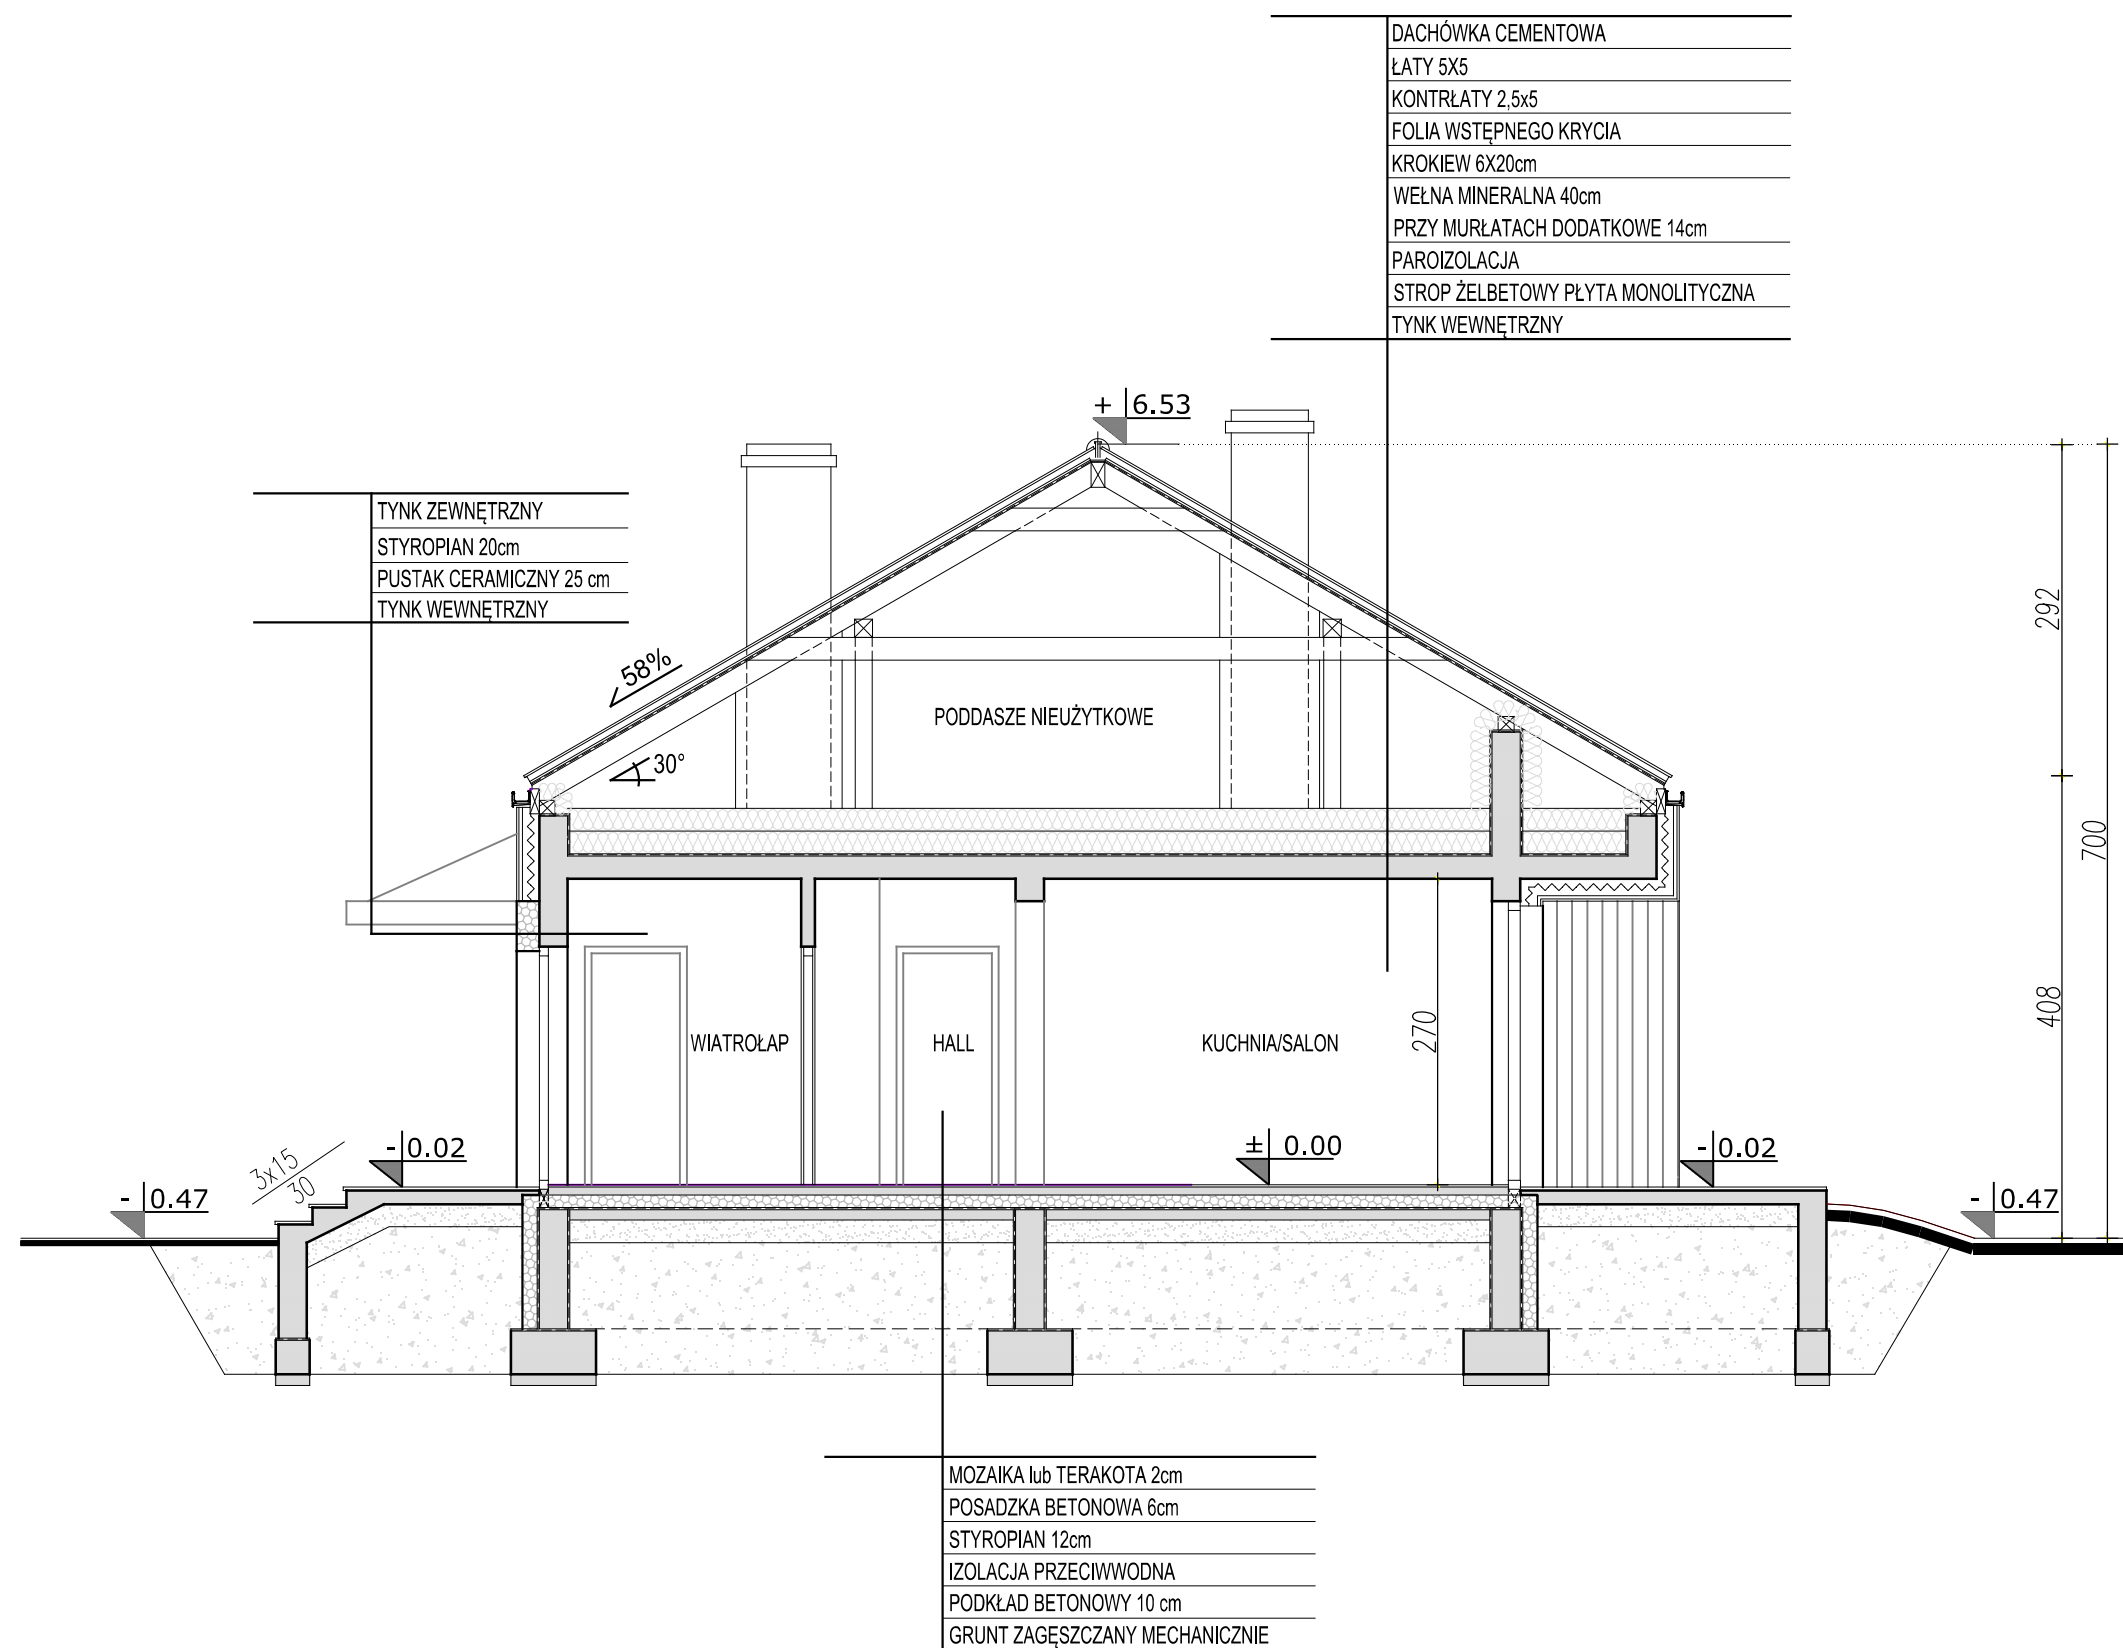 DACHÓWKA CEMENTOWA
ŁATY 5X5
KONTRŁATY 2,5x5
FOLIA WSTĘPNEGO KRYCIA
KROKIEW 6X20cm
WEŁNA MINERALNA 40cm
PRZY MURŁATACH DODATKOWE 14cm
PAROIZOLACJA
STROP ŻELBETOWY PŁYTA MONOLITYCZNA
TYNK WEWNĘTRZNY
+ 6.53
TYNK ZEWNĘTRZNY
STYROPIAN 20cm
PUSTAK CERAMICZNY 25 cm
TYNK WEWNĘTRZNY
292
58%
PODDASZE NIEUŻYTKOWE
30°
700
408
270
WIATROŁAP
HALL
KUCHNIA/SALON
3x15
30
- 0.02
± 0.00
- 0.02
- 0.47
- 0.47
MOZAIKA lub TERAKOTA 2cm
POSADZKA BETONOWA 6cm
STYROPIAN 12cm
IZOLACJA PRZECIWWODNA
PODKŁAD BETONOWY 10 cm
GRUNT ZAGĘSZCZANY MECHANICZNIE